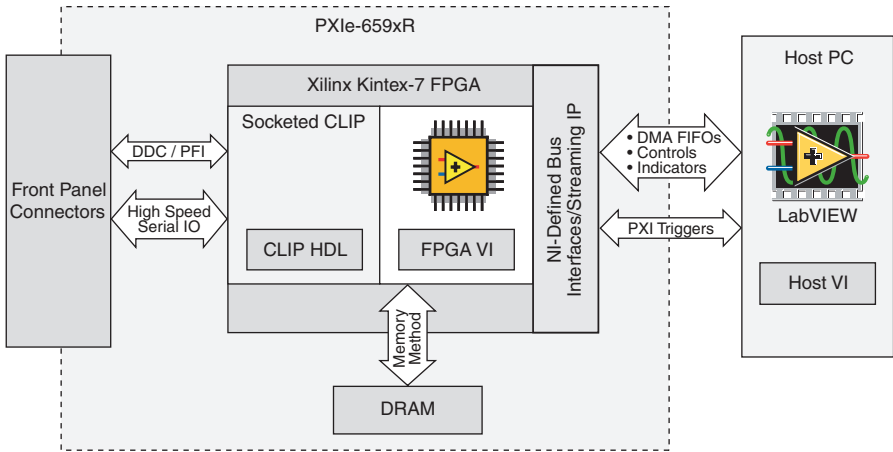 PXIe-659xR
Front Panel
Connectors
DDC / PFI
High Speed
Serial IO
Xilinx Kintex-7 FPGA
Socketed CLIP
CLIP HDL
FPGA VI
NI-Defined Bus
Interfaces/Streaming IP
Memory
Method
DRAM
• DMA FIFOs
• Controls
• Indicators
PXI Triggers
Host PC
LabVIEW
Host VI